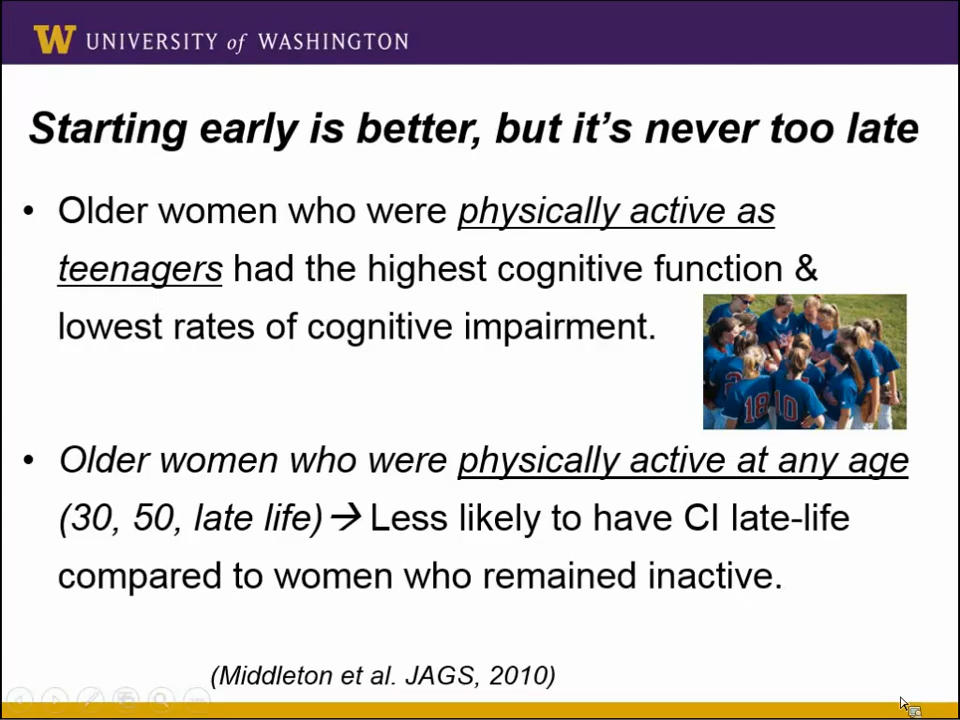 W UNIVERSITY of WASHINGTON
Starting early is better, but it's never too late
• Older women who were physically active as
teenagers had the highest cognitive function &
lowest rates of cognitive impairment.
18 10
• Older women who were physically active at any age
(30, 50, late life)→ Less likely to have CI late-life
compared to women who remained inactive.
(Middleton et al. JAGS, 2010)